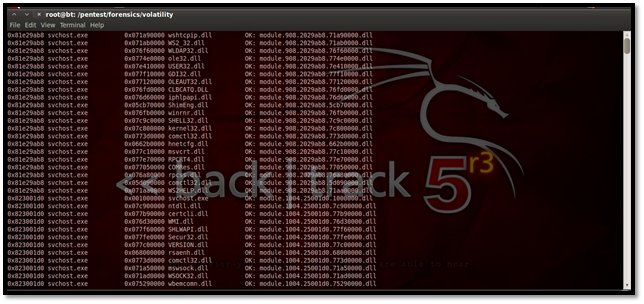 root@bt: /pentest/forensics/volatility
File Edit View Terminal Help
0x81e29ab8 svchost.exe 0x071a90000 wshtcpip.dll OK: module.908.2029ab8.71a90000.dll
0x81e29ab8 svchost.exe 0x071ab0000 WS2_32.dll OK: module.908.2029ab8.71ab0000.dll
0x81e29ab8 svchost.exe 0x076f60000 WLDAP32.dll OK: module.908.2029ab8.76f60000.dll
0x81e29ab8 svchost.exe 0x0774e0000 ole32.dll OK: module.908.2029ab8.774e0000.dll
0x81e29ab8 svchost.exe 0x07e410000 USER32.dll OK: module.908.2029ab8.7e410000.dll
0x81e29ab8 svchost.exe 0x077f10000 GDI32.dll OK: module.908.2029ab8.77f10000.dll
0x81e29ab8 svchost.exe 0x077120000 OLEAUT32.dll OK: module.908.2029ab8.77120000.dll
0x81e29ab8 svchost.exe 0x076fd0000 CLBCATQ.DLL OK: module.908.2029ab8.76fd0000.dll
0x81e29ab8 svchost.exe 0x076d60000 iphlpapi.dll OK: module.908.2029ab8.76d60000.dll
0x81e29ab8 svchost.exe 0x05cb70000 ShimEng.dll OK: module.908.2029ab8.5cb70000.dll
0x81e29ab8 svchost.exe 0x076fb0000 winrnr.dll OK: module.908.2029ab8.76fb0000.dll
0x81e29ab8 svchost.exe 0x07c9c0000 SHELL32.dll OK: module.908.2029ab8.7c9c0000.dll
0x81e29ab8 svchost.exe 0x07c800000 kernel32.dll OK: module.908.2029ab8.7c800000.dll
0x81e29ab8 svchost.exe 0x0773d0000 comctl32.dll OK: module.908.2029ab8.773d0000.dll
0x81e29ab8 svchost.exe 0x0662b0000 hnetcfg.dll OK: module.908.2029ab8.662b0000.dll
0x81e29ab8 svchost.exe 0x077c10000 msvcrt.dll OK: module.908.2029ab8.77c10000.dll
0x81e29ab8 svchost.exe 0x077e70000 RPCRT4.dll OK: module.908.2029ab8.77e70000.dll
0x81e29ab8 svchost.exe 0x077050000 COMRes.dll OK: module.908.2029ab8.77050000.dll
0x81e29ab8 svchost.exe comctl32.dll OK: module.908.2029ab8
0x81e29ab8 svchost.exe WS2HELP.dll OK: module.908.2029ab8
0x823001d0 svchost.exe 0x001000000 svchost.exe OK: module.1004.25001d0.1000000.dll
0x823001d0 svchost.exe 0x07c900000 ntdll.dll OK: module.1004.25001d0.7c900000.dll
0x823001d0 svchost.exe 0x077b90000 certcli.dll OK: module.1004.25001d0.77b90000.dll
0x823001d0 svchost.exe 0x076d30000 WMI.dll OK: module.1004.25001d0.76d30000.dll
0x823001d0 svchost.exe 0x077f60000 SHLWAPI.dll OK: module.1004.25001d0.77f60000.dll
0x823001d0 svchost.exe 0x077fe0000 Secur32.dll OK: module.1004.25001d0.77fe0000.dll
0x823001d0 svchost.exe 0x077c00000 VERSION.dll OK: module.1004.25001d0.77c00000.dll
0x823001d0 svchost.exe 0x068000000 rsaenh.dll OK: module.1004.25001d0.68000000.dll
0x823001d0 svchost.exe 0x0773d0000 comctl32.dll OK: module.1004.25001d0.773d0000.dll
0x823001d0 svchost.exe 0x071a50000 mswsock.dll OK: module.1004.25001d0.71a50000.dll
0x823001d0 svchost.exe 0x071ad0000 WSOCK32.dll OK: module.1004.25001d0.71ad0000.dll
0x823001d0 svchost.exe 0x075290000 wbemcomn.dll OK: module.1004.25001d0.75290000.dll
<< back | track 5 r3